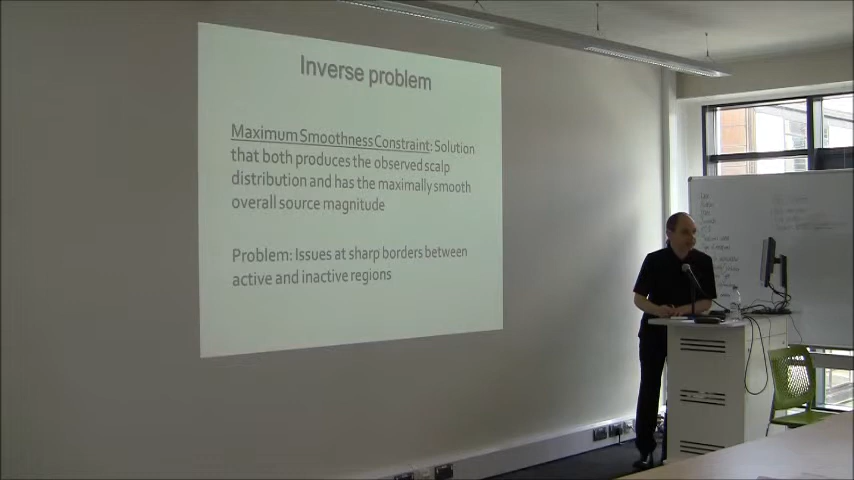 Inverse problem
Maximum Smoothness Constraint: Solution
that both produces the observed scalp
distribution and has the maximally smooth
overall source magnitude
Problem: Issues at sharp borders between
active and inactive regions